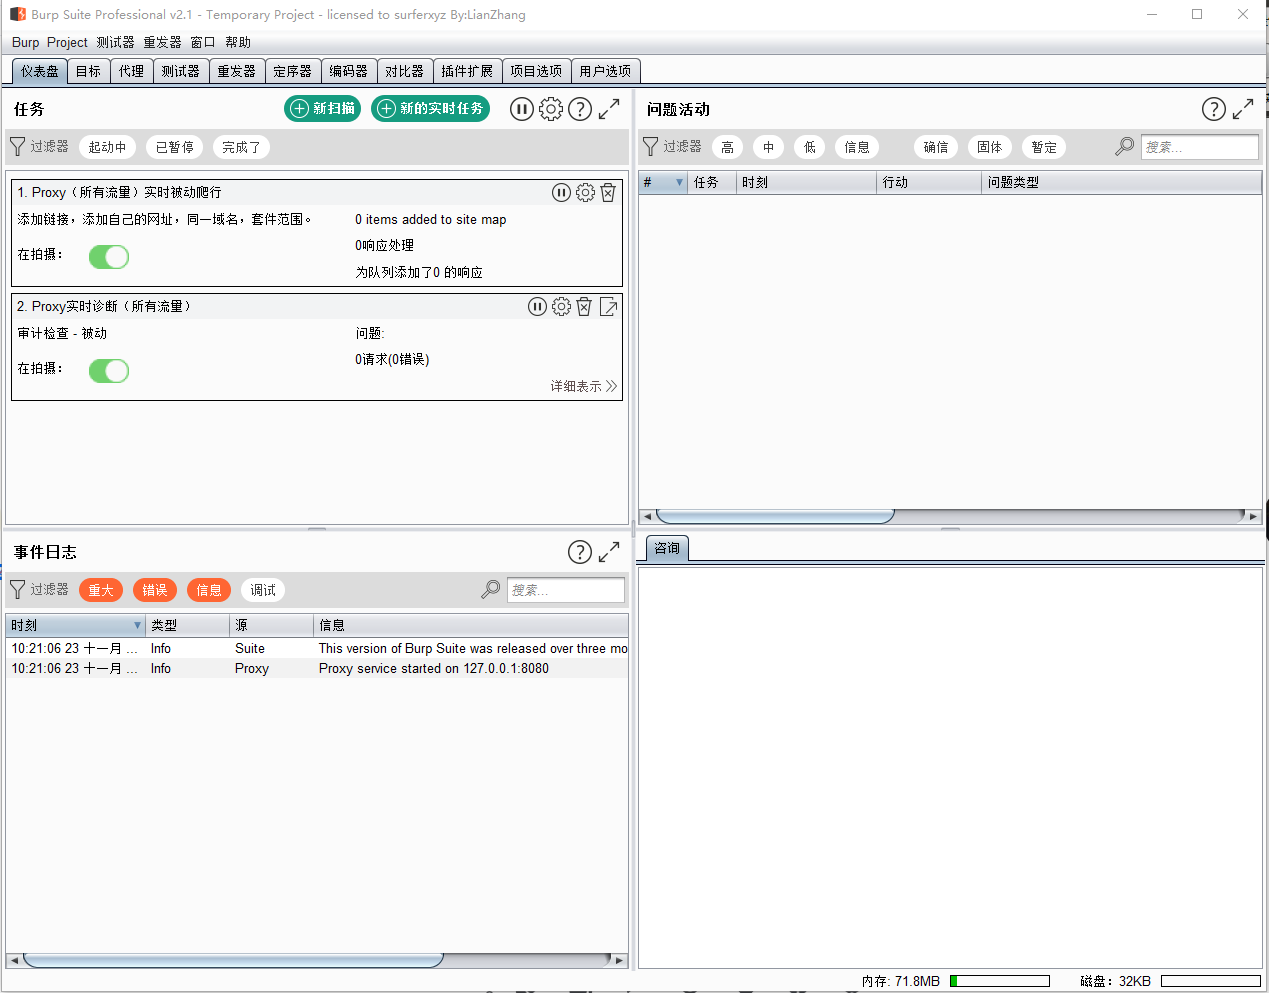 Burp Suite Professional v2.1 - Temporary Project - licensed to surferxyz By:LianZhang
Burp Project 测试器 重发器 窗口 帮助
仪表盘 目标 代理 测试器 重发器 定序器 编码器 对比器 插件扩展 项目选项 用户选项
任务 新扫描 新的实时任务
过滤器 起动中 已暂停 完成了
1. Proxy（所有流量）实时被动爬行
添加链接，添加自己的网址，同一域名，套件范围。 0 items added to site map
0响应处理
在拍摄：
为队列添加了0 的响应
2. Proxy实时诊断（所有流量）
审计检查 - 被动 问题:
0请求(0错误)
在拍摄：
详细表示
问题活动
过滤器 高 中 低 信息 确信 固体 暂定 搜索...
# 任务 时刻 行动 问题类型
事件日志
过滤器 重大 错误 信息 调试 搜索...
时刻 类型 源 信息
10:21:06 23 十一月 ... Info Suite This version of Burp Suite was released over three mo
10:21:06 23 十一月 ... Info Proxy Proxy service started on 127.0.0.1:8080
咨询
内存: 71.8MB 磁盘：32KB